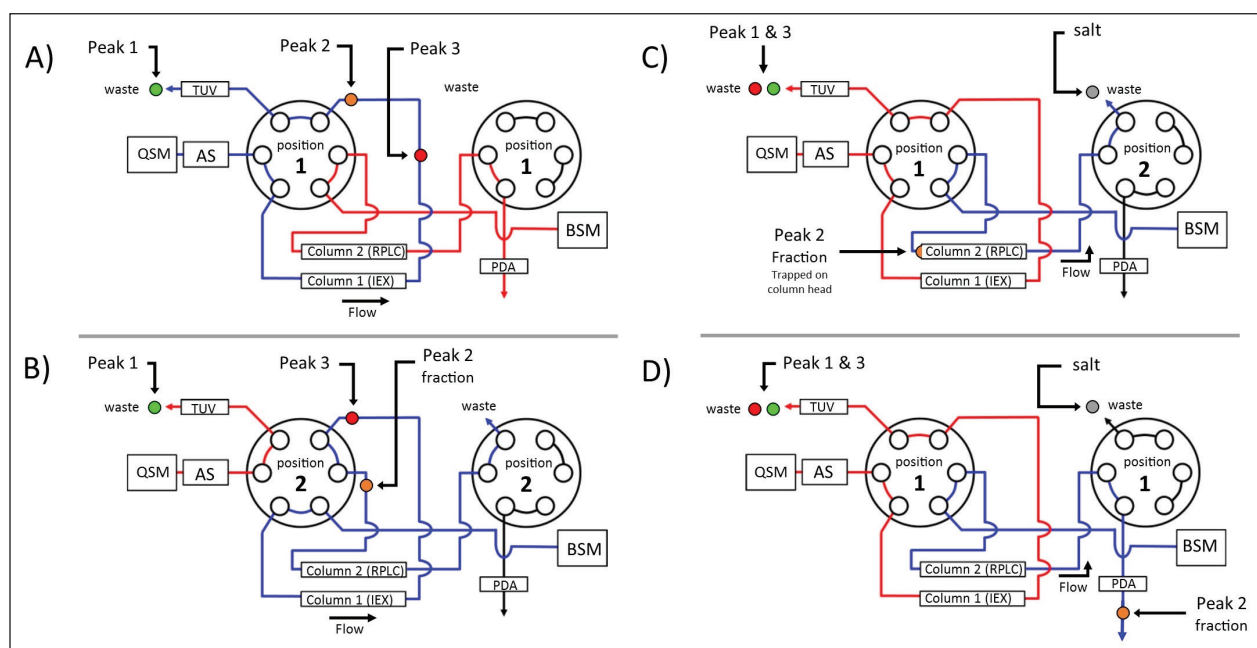 A)
Peak 1
Peak 2
Peak 3
waste
TUV
waste
QSM
AS
position
1
position
1
BSM
Column 2 (RPLC)
PDA
Column 1 (IEX)
Flow
B)
Peak 1
Peak 3
Peak 2
fraction
waste
TUV
waste
QSM
AS
position
2
position
2
BSM
Column 2 (RPLC)
PDA
Column 1 (IEX)
Flow
C)
Peak 1 & 3
salt
waste
TUV
waste
QSM
AS
position
1
position
2
BSM
Peak 2
Fraction
Trapped on
column head
Column 2 (RPLC)
Flow
PDA
Column 1 (IEX)
D)
Peak 1 & 3
salt
waste
TUV
waste
QSM
AS
position
1
position
1
BSM
Column 2 (RPLC)
Flow
PDA
Column 1 (IEX)
Peak 2
fraction